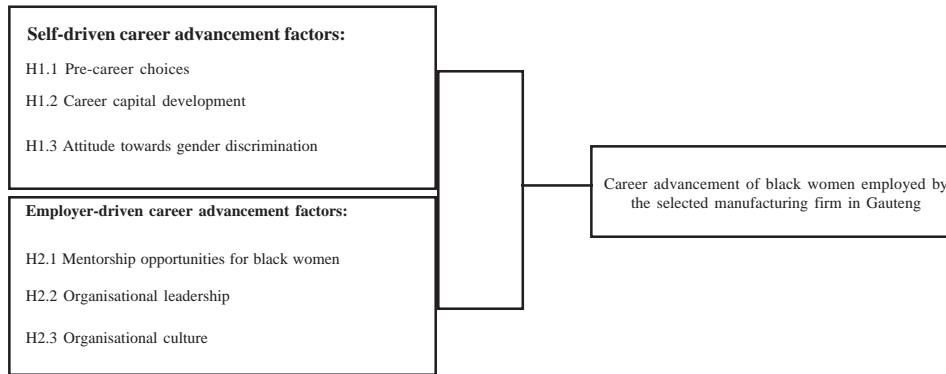 Self-driven career advancement factors:
H1.1 Pre-career choices
H1.2 Career capital development
H1.3 Attitude towards gender discrimination
Employer-driven career advancement factors:
H2.1 Mentorship opportunities for black women
H2.2 Organisational leadership
H2.3 Organisational culture
Career advancement of black women employed by
the selected manufacturing firm in Gauteng